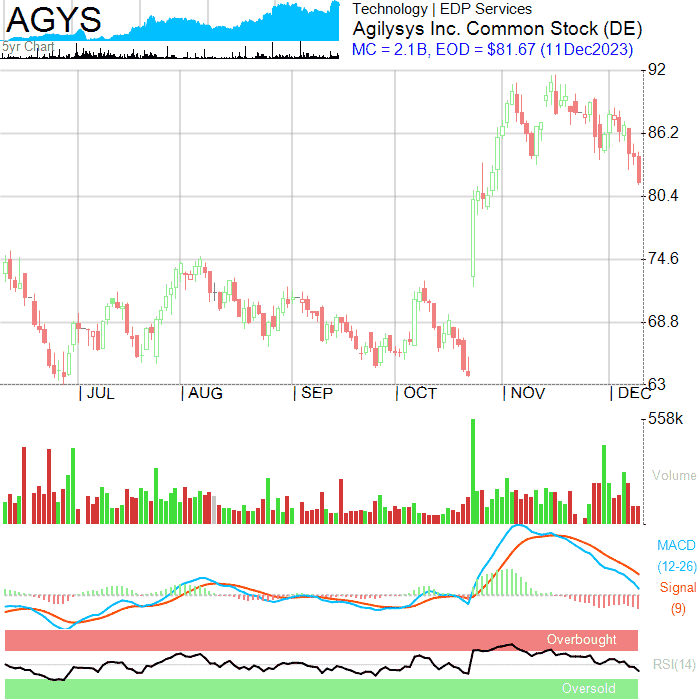 AGYS
5yr Chart
Technology | EDP Services
Agilysys Inc. Common Stock (DE)
MC = 2.1B, EOD = $81.67 (11Dec2023)
92
86.2
80.4
74.6
68.8
63
| JUL | AUG | SEP | OCT | NOV | DEC
558k
Volume
MACD
(12-26)
Signal
(9)
Overbought
RSI(14)
Oversold